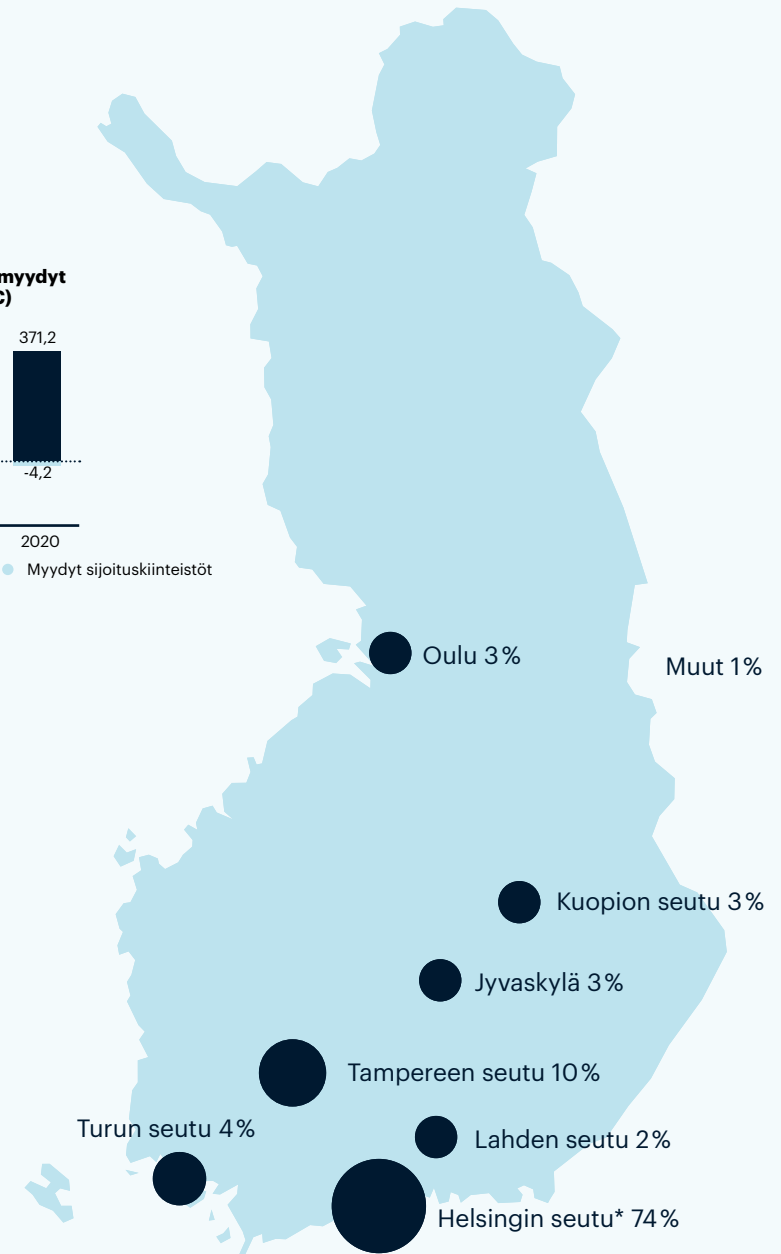 myydyt
€)
371,2
-4,2
2020
Myydyt sijoituskiinteistöt
Oulu 3 %
Muut 1 %
Kuopion seutu 3 %
Jyvaskylä 3 %
Tampereen seutu 10 %
Turun seutu 4 %
Lahden seutu 2 %
Helsingin seutu* 74 %